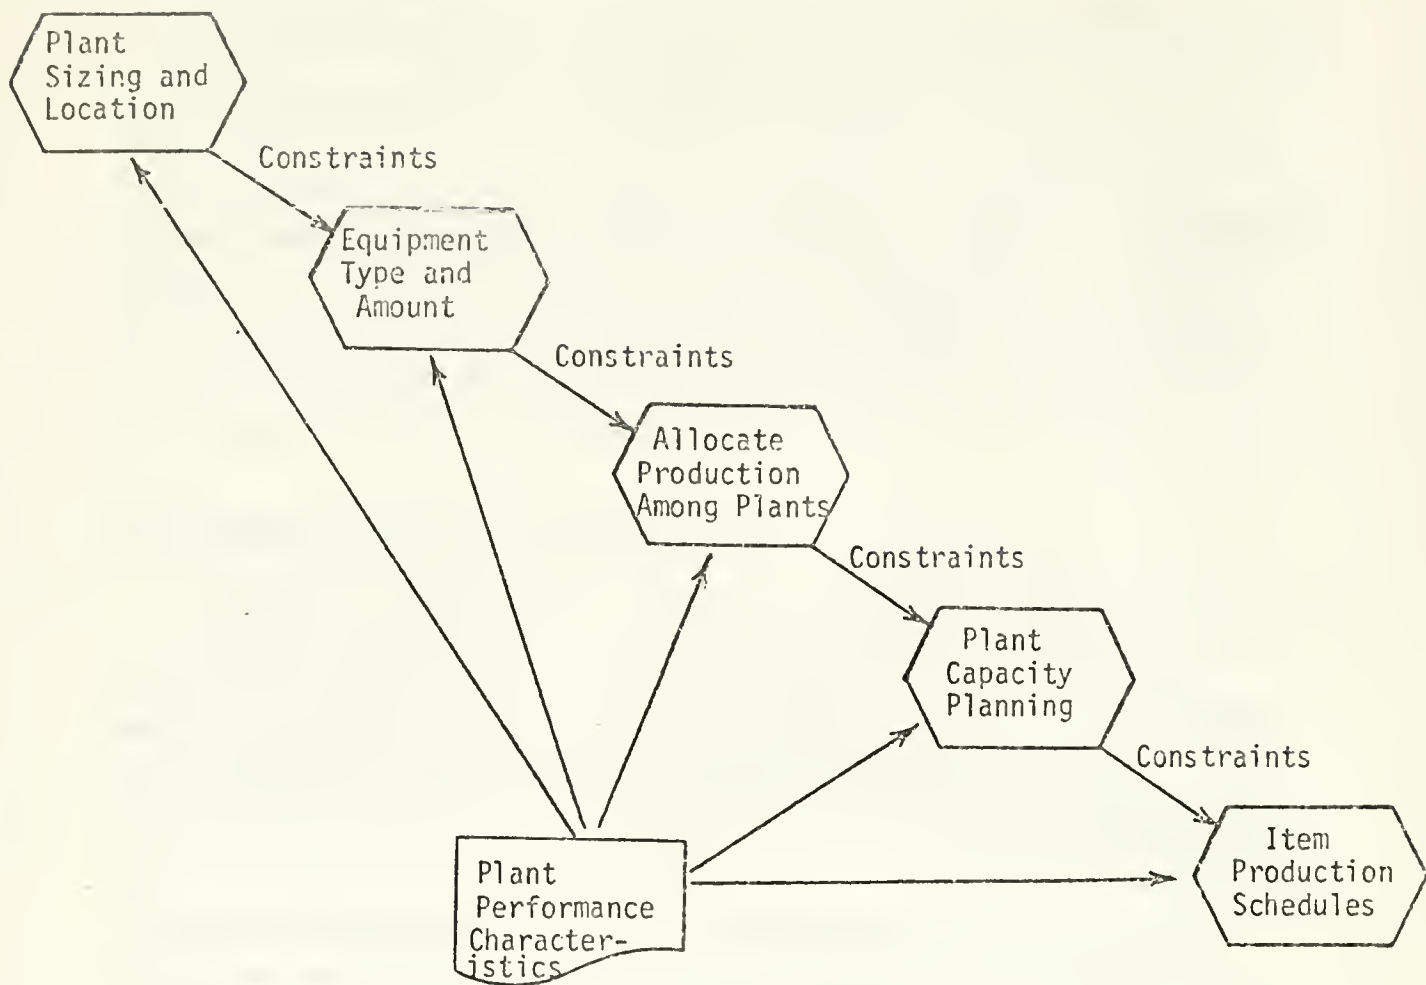 Plant
Sizing and
Location
Constraints
Equipment
Type and
Amount
Constraints
Allocate
Production
Among Plants
Constraints
Plant
Capacity
Planning
Constraints
Item
Production
Schedules
Plant
Performance
Character-
istics